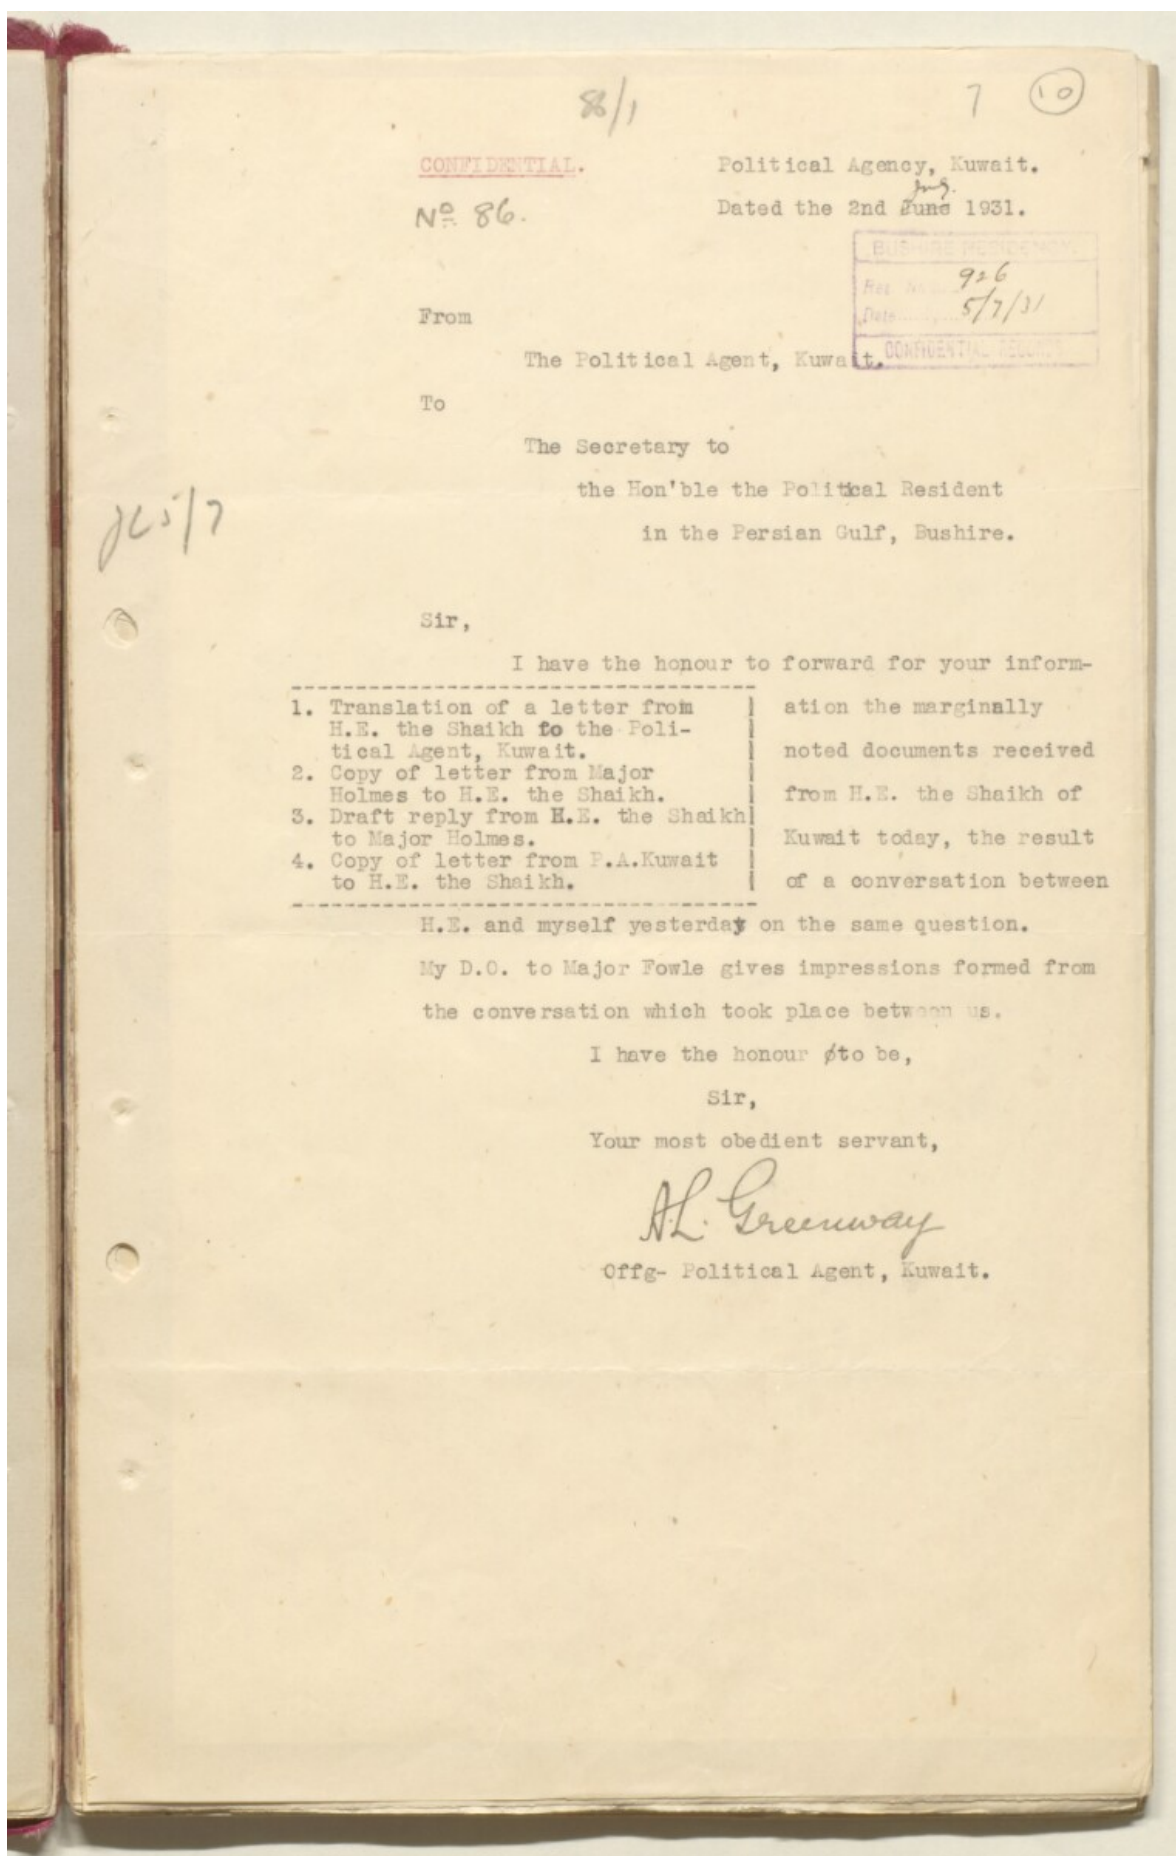 86/1
7 10
CONFIDENTIAL. Political Agency, Kuwait.
July.
No. 86. Dated the 2nd June 1931.
BUSHIRE RESIDENCY.
Reg. No. 926
Date 5/7/31
CONFIDENTIAL RECORDS
From
The Political Agent, Kuwait.
To
The Secretary to
the Hon'ble the Political Resident
in the Persian Gulf, Bushire.
5/7
Sir,
I have the honour to forward for your inform-
1. Translation of a letter from
H.E. the Shaikh to the Poli-
tical Agent, Kuwait.
2. Copy of letter from Major
Holmes to H.E. the Shaikh.
3. Draft reply from H.E. the Shaikh
to Major Holmes.
4. Copy of letter from P.A.Kuwait
to H.E. the Shaikh.
ation the marginally
noted documents received
from H.E. the Shaikh of
Kuwait today, the result
of a conversation between
H.E. and myself yesterday on the same question.
My D.O. to Major Fowle gives impressions formed from
the conversation which took place between us.
I have the honour to be,
Sir,
Your most obedient servant,
A.L. Greenway
Offg- Political Agent, Kuwait.